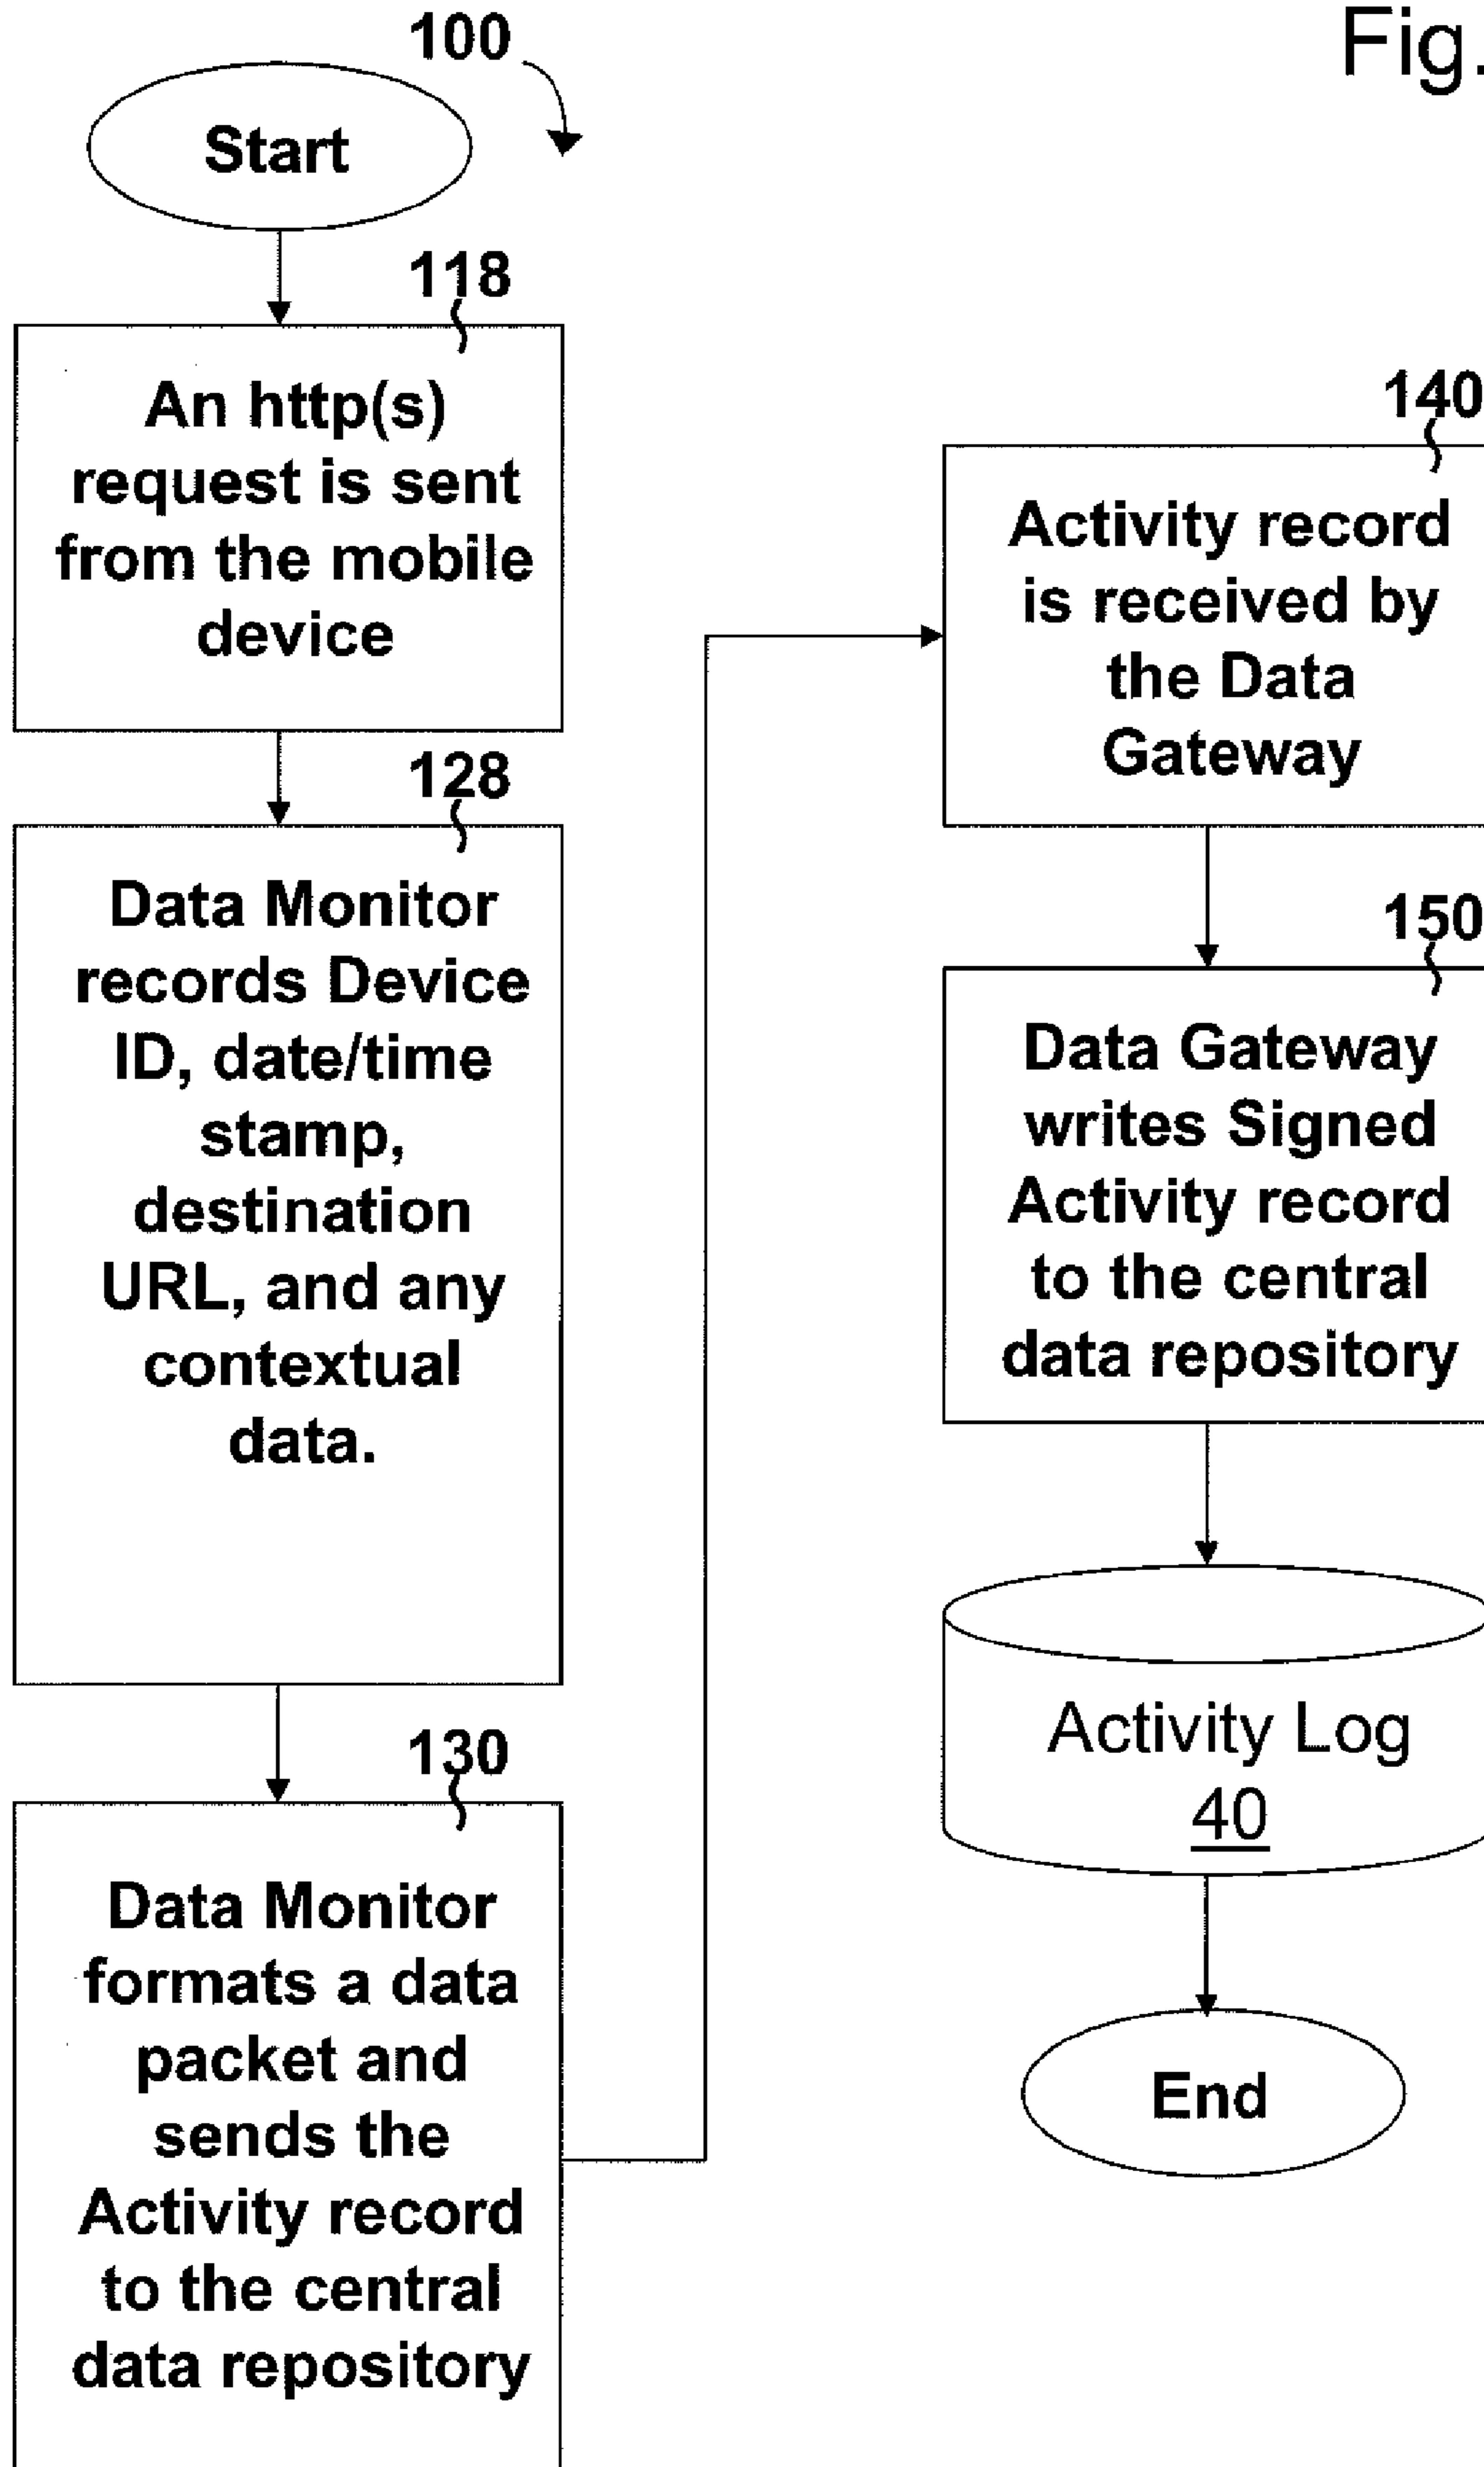 100
Fig.
Start
118
An http(s)
request is sent
from the mobile
device
128
Data Monitor
records Device
ID, date/time
stamp,
destination
URL, and any
contextual
data.
130
Data Monitor
formats a data
packet and
sends the
Activity record
to the central
data repository
140
Activity record
is received by
the Data
Gateway
150
Data Gateway
writes Signed
Activity record
to the central
data repository
Activity Log
40
End